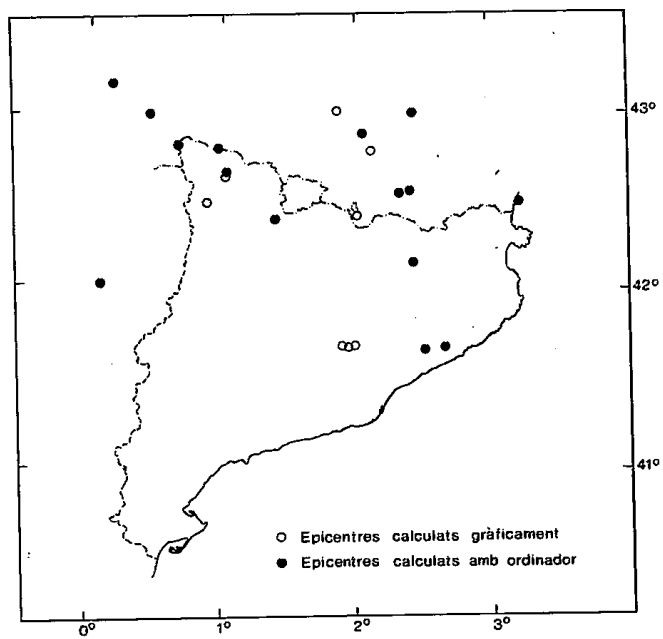 43º
42º
41º
Epicentres calculats gràficament
Epicentres calculats amb ordinador
0º 1º 2º 3º